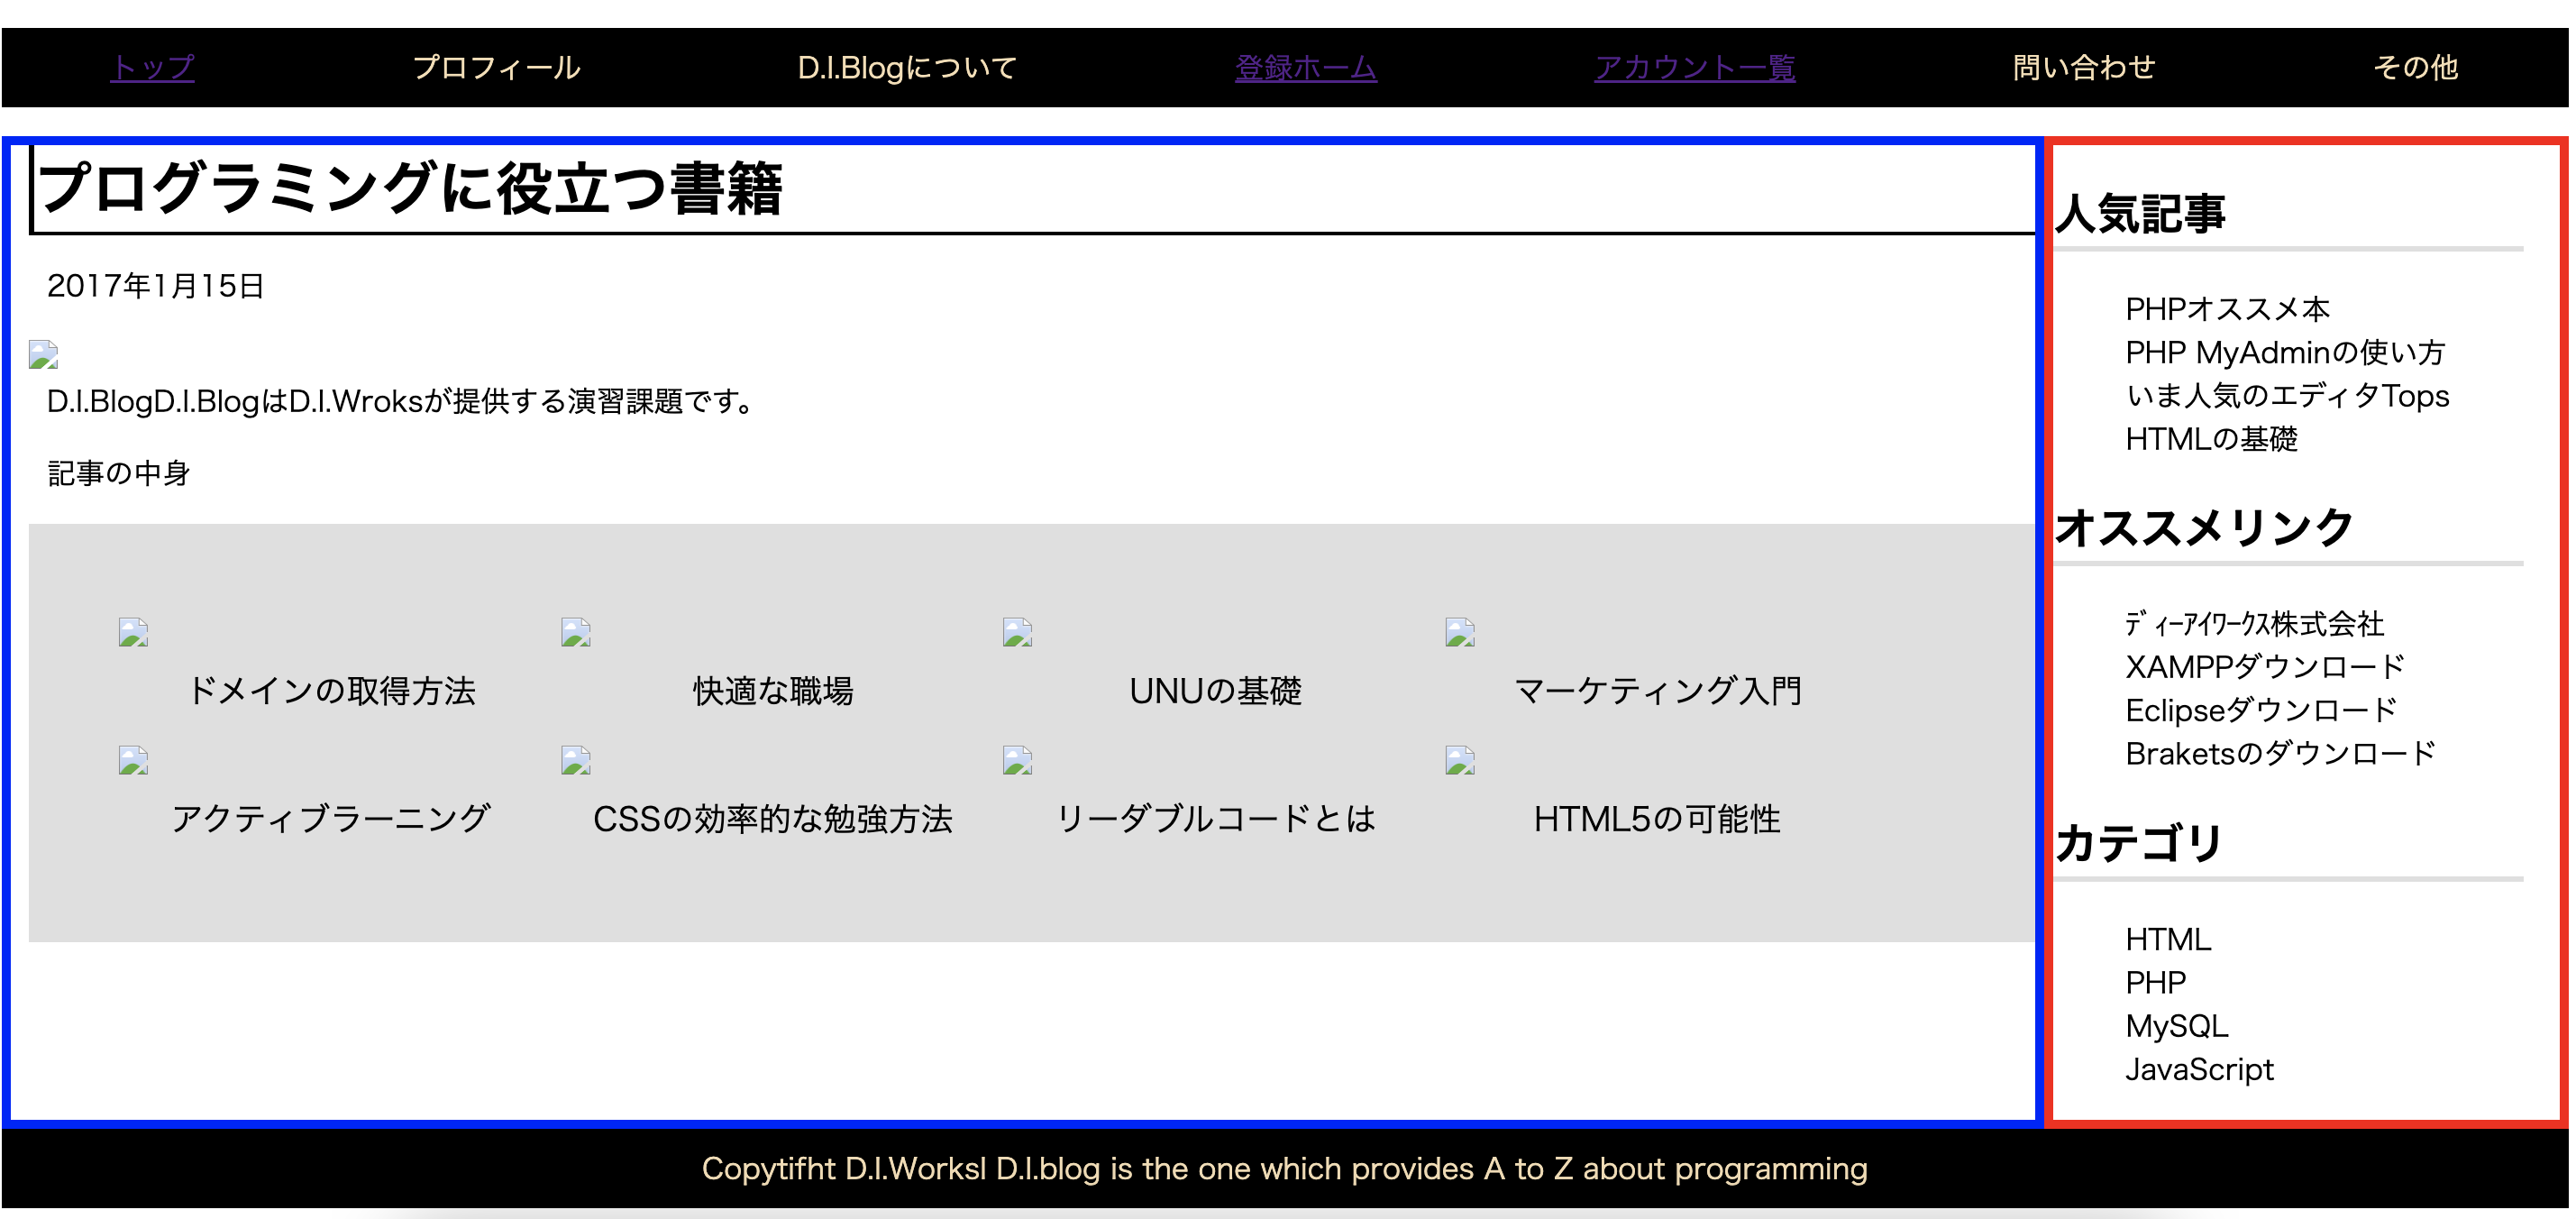 トップ プロフィール D.I.Blogについて 登録ホーム アカウント一覧 問い合わせ その他
プログラミングに役立つ書籍
2017年1月15日
D.I.BlogD.I.BlogはD.I.Wroksが提供する演習課題です。
記事の中身
ドメインの取得方法 快適な職場 UNUの基礎 マーケティング入門
アクティブラーニング CSSの効率的な勉強方法 リーダブルコードとは HTML5の可能性
人気記事
PHPオススメ本
PHP MyAdminの使い方
いま人気のエディタTops
HTMLの基礎
オススメリンク
ﾃﾞｨｰｱｲﾜｰｸｽ株式会社
XAMPPダウンロード
Eclipseダウンロード
Braketsのダウンロード
カテゴリ
HTML
PHP
MySQL
JavaScript
Copytifht D.I.WorksI D.I.blog is the one which provides A to Z about programming